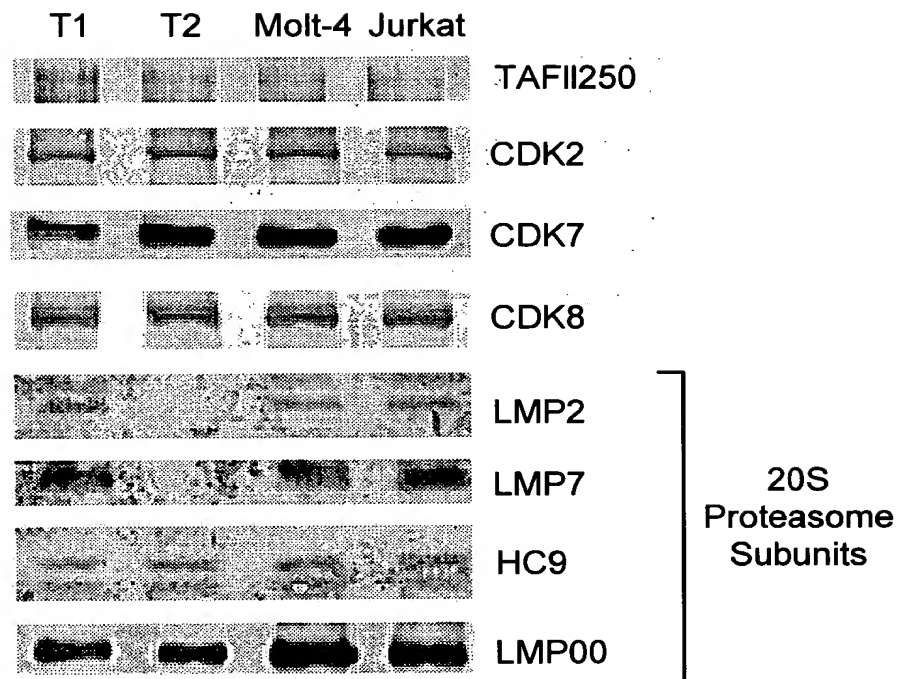 T1 T2 Molt-4 Jurkat
TAFII250
CDK2
CDK7
CDK8
LMP2
LMP7
HC9
LMP00
20S
Proteasome
Subunits